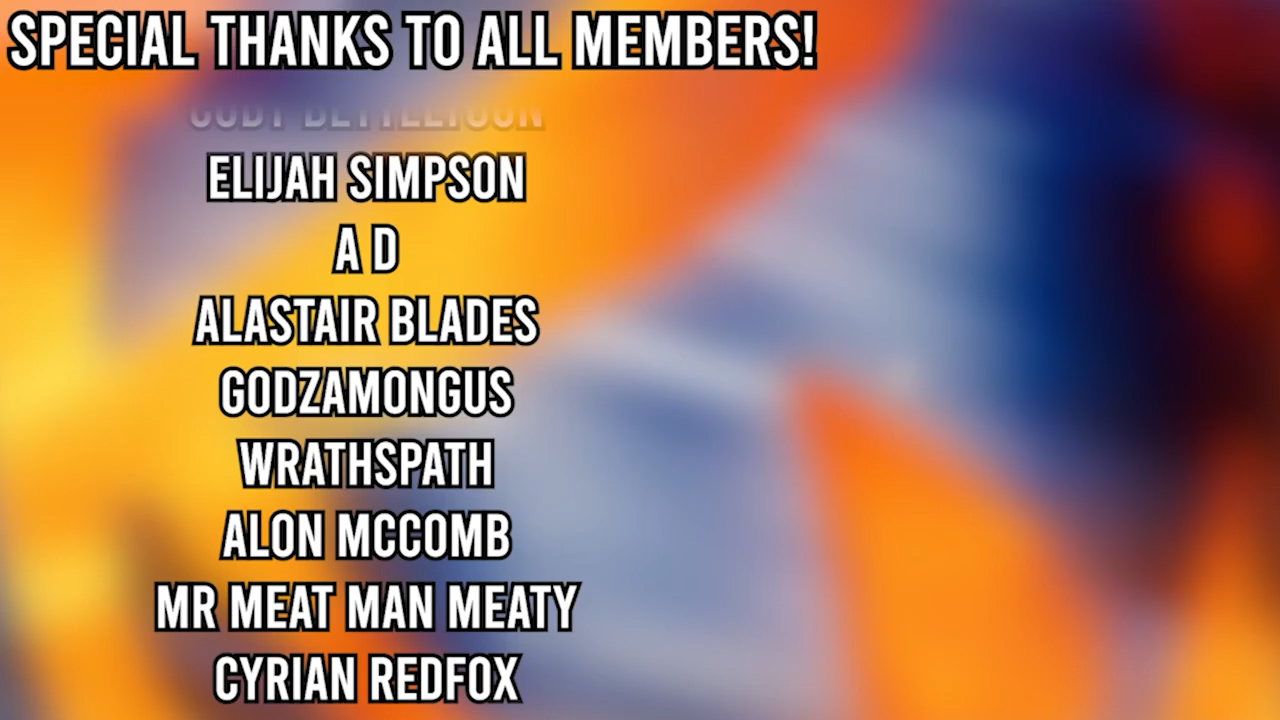 SPECIAL THANKS TO ALL MEMBERS!
ELIJAH SIMPSON
A D
ALASTAIR BLADES
GODZAMONGUS
WRATHSPATH
ALON MCCOMB
MR MEAT MAN MEATY
CYRIAN REDFOX